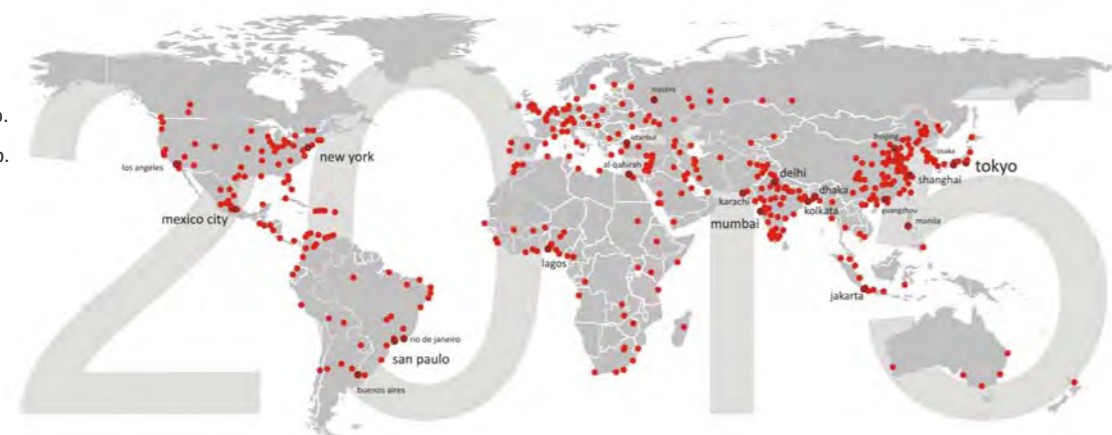 2015
o.
o.
moskva
istanbul
al-qahirah
los angeles
new york
mexico city
lagos
karachi
mumbai
delhi
dhaka
kolkata
beijing
osaka
tokyo
shanghai
guangzhou
manila
jakarta
rio de janeiro
san paulo
buenos aires